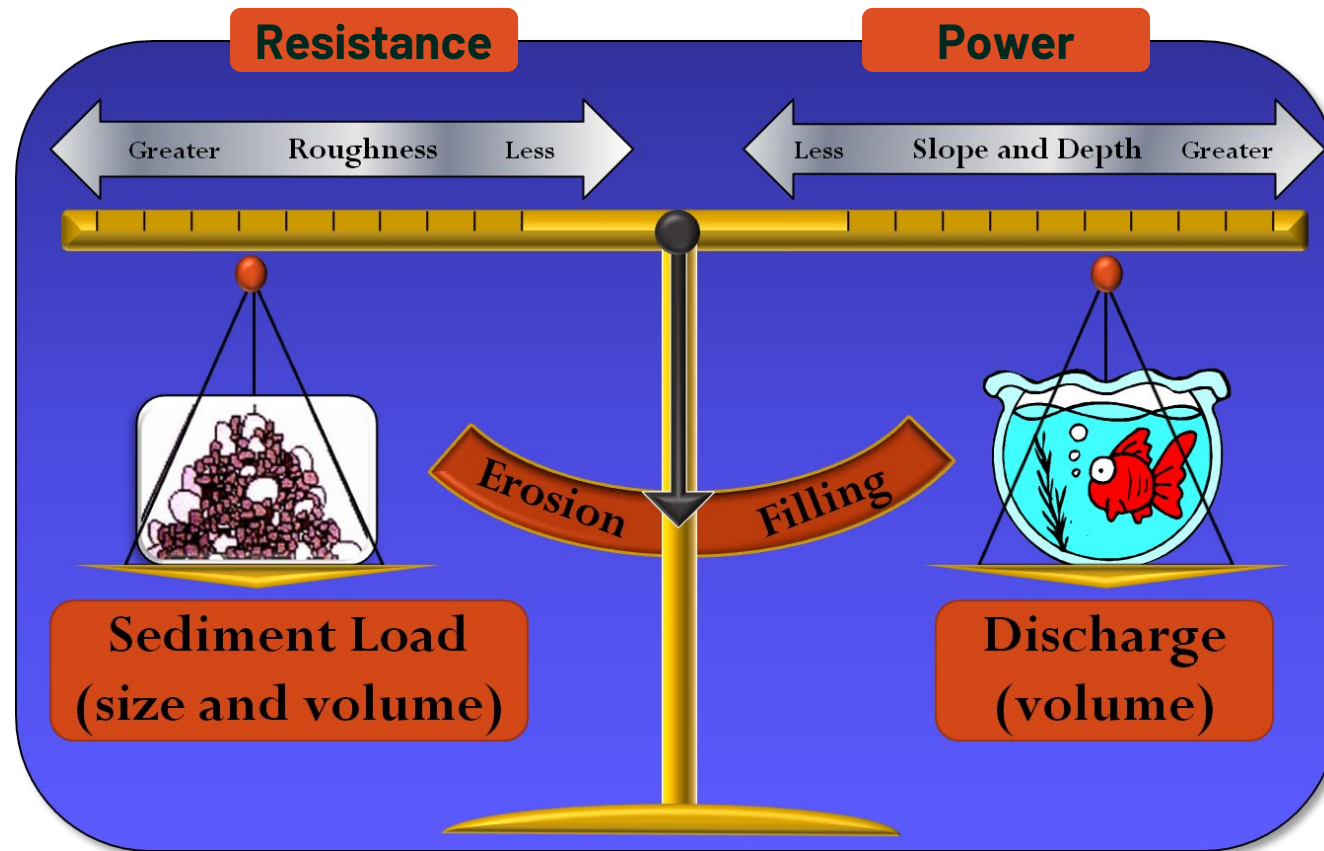 Resistance
Power
Greater Roughness Less
Less Slope and Depth Greater
Erosion
Filling
Sediment Load
(size and volume)
Discharge
(volume)